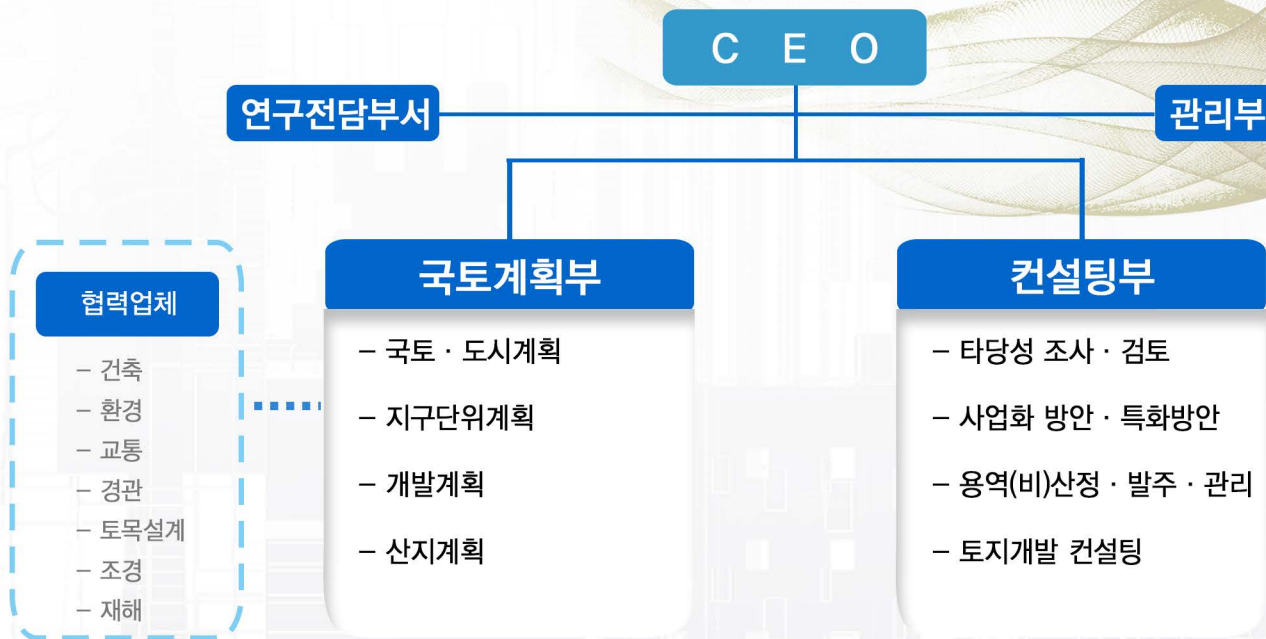 C E O
연구전담부서
관리부
협력업체
– 건축
– 환경
– 교통
– 경관
– 토목설계
– 조경
– 재해
국토계획부
– 국토 · 도시계획
– 지구단위계획
– 개발계획
– 산지계획
컨설팅부
– 타당성 조사 · 검토
– 사업화 방안 · 특화방안
– 용역(비)산정 · 발주 · 관리
– 토지개발 컨설팅